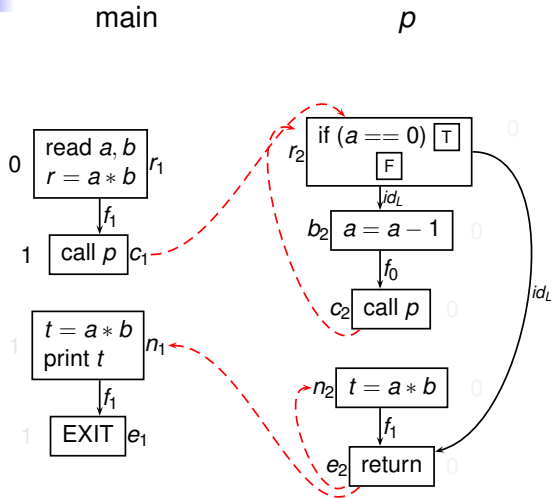 main
p
0
read a, b
r = a ∗ b
r1
f1
1
call p
c1
1
t = a ∗ b
print t
n1
f1
1
EXIT
e1
r2
if (a == 0) T
F
0
idL
b2
a = a − 1
0
f0
c2
call p
0
idL
n2
t = a ∗ b
0
f1
e2
return
0